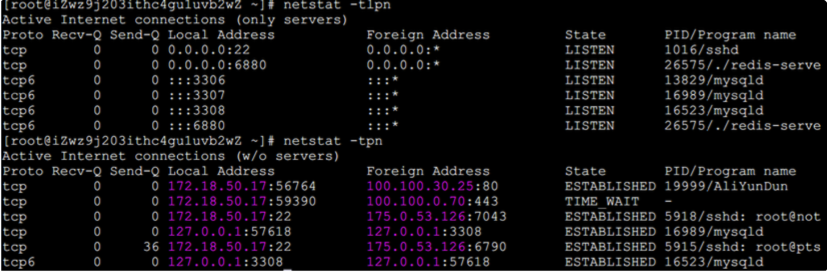 [root@iZwz9j203ithc4gu1uvb2wZ ~]# netstat -tlpn
Active Internet connections (only servers)
Proto Recv-Q Send-Q Local Address Foreign Address State PID/Program name
tcp 0 0 0.0.0.0:22 0.0.0.0:* LISTEN 1016/sshd
tcp 0 0 0.0.0.0:6880 0.0.0.0:* LISTEN 26575/./redis-serve
tcp6 0 0 :::3306 :::* LISTEN 13829/mysqld
tcp6 0 0 :::3307 :::* LISTEN 16989/mysqld
tcp6 0 0 :::3308 :::* LISTEN 16523/mysqld
tcp6 0 0 :::6880 :::* LISTEN 26575/./redis-serve
[root@iZwz9j203ithc4gu1uvb2wZ ~]# netstat -tpn
Active Internet connections (w/o servers)
Proto Recv-Q Send-Q Local Address Foreign Address State PID/Program name
tcp 0 0 172.18.50.17:56764 100.100.30.25:80 ESTABLISHED 19999/AliYunDun
tcp 0 0 172.18.50.17:59390 100.100.0.70:443 TIME_WAIT -
tcp 0 0 172.18.50.17:22 175.0.53.126:7043 ESTABLISHED 5918/sshd: root@not
tcp 0 0 127.0.0.1:57618 127.0.0.1:3308 ESTABLISHED 16989/mysqld
tcp 0 36 172.18.50.17:22 175.0.53.126:6790 ESTABLISHED 5915/sshd: root@pts
tcp6 0 0 127.0.0.1:3308 127.0.0.1:57618 ESTABLISHED 16523/mysqld